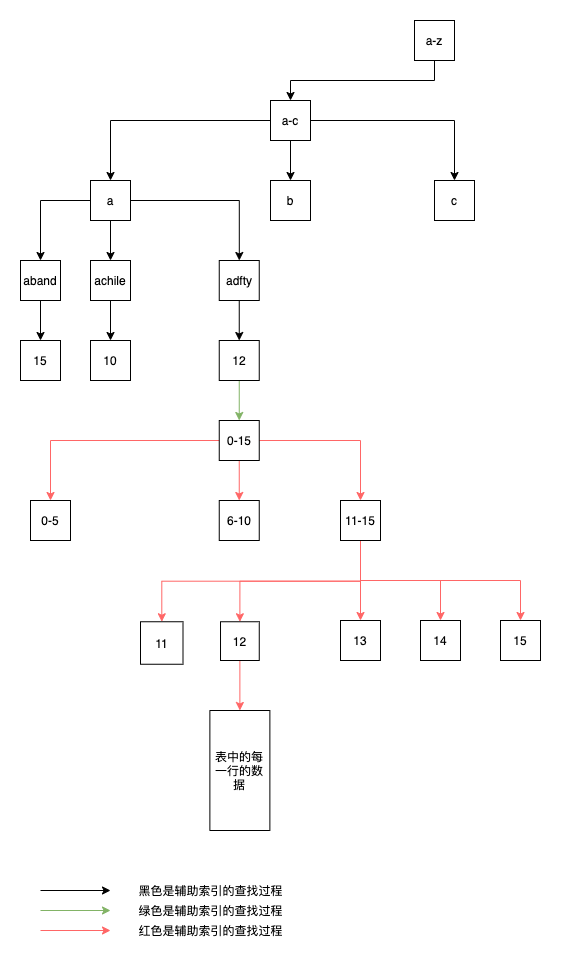 a-z
a-c
a
b
c
aband
achile
adfty
15
10
12
0-15
0-5
6-10
11-15
11
12
13
14
15
表中的每
一行的数
据
黑色是辅助索引的查找过程
绿色是辅助索引的查找过程
红色是辅助索引的查找过程